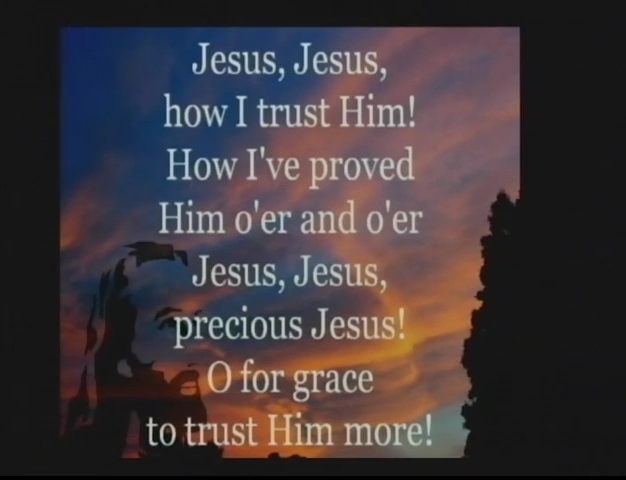 Jesus, Jesus,
how I trust Him!
How I've proved
Him o'er and o'er
Jesus, Jesus,
precious Jesus!
O for grace
to trust Him more!